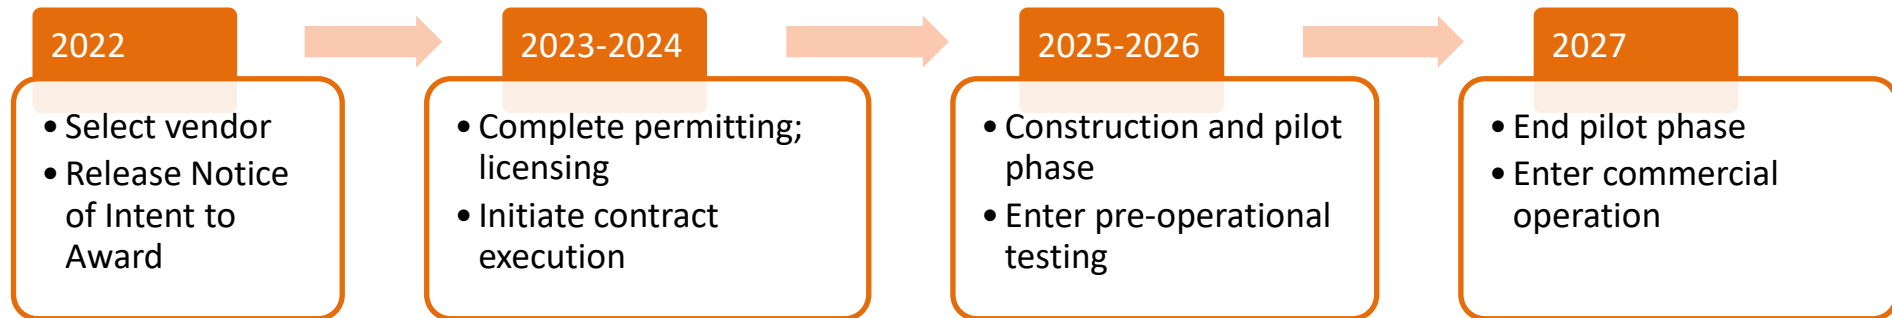 2022
• Select vendor
• Release Notice
of Intent to
Award
2023-2024
• Complete permitting;
licensing
• Initiate contract
execution
2025-2026
• Construction and pilot
phase
• Enter pre-operational
testing
2027
• End pilot phase
• Enter commercial
operation